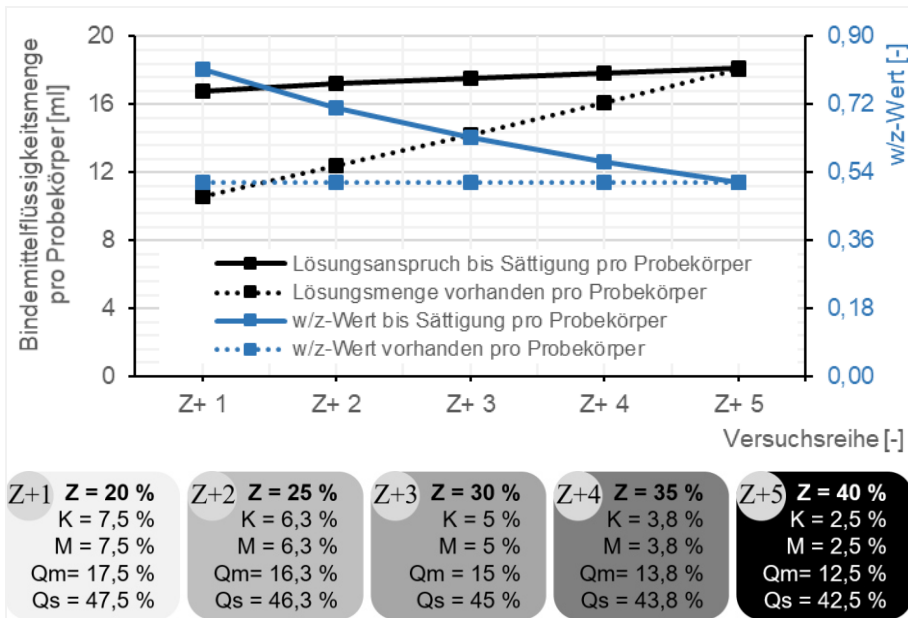 20
16
12
8
4
0
Bindemittelflüssigkeitsmenge
pro Probekörper [ml]
0,90
0,72
0,54
0,36
0,18
0,00
w/z-Wert [-]
Lösungsanspruch bis Sättigung pro Probekörper
Lösungsmenge vorhanden pro Probekörper
w/z-Wert bis Sättigung pro Probekörper
w/z-Wert vorhanden pro Probekörper
Z+ 1 Z+ 2 Z+ 3 Z+ 4 Z+ 5
Versuchsreihe [-]
Z+1 Z = 20 %
K = 7,5 %
M = 7,5 %
Qm= 17,5 %
Qs = 47,5 %
Z+2 Z = 25 %
K = 6,3 %
M = 6,3 %
Qm= 16,3 %
Qs = 46,3 %
Z+3 Z = 30 %
K = 5 %
M = 5 %
Qm= 15 %
Qs = 45 %
Z+4 Z = 35 %
K = 3,8 %
M = 3,8 %
Qm= 13,8 %
Qs = 43,8 %
Z+5 Z = 40 %
K = 2,5 %
M = 2,5 %
Qm= 12,5 %
Qs = 42,5 %